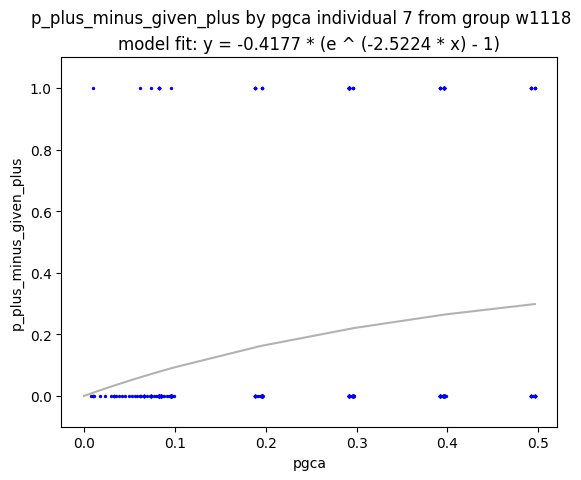 p_plus_minus_given_plus by pgca individual 7 from group w1118
model fit: y = -0.4177 * (e ^ (-2.5224 * x) - 1)
p_plus_minus_given_plus
1.0
0.8
0.6
0.4
0.2
0.0
0.0 0.1 0.2 0.3 0.4 0.5
pgca